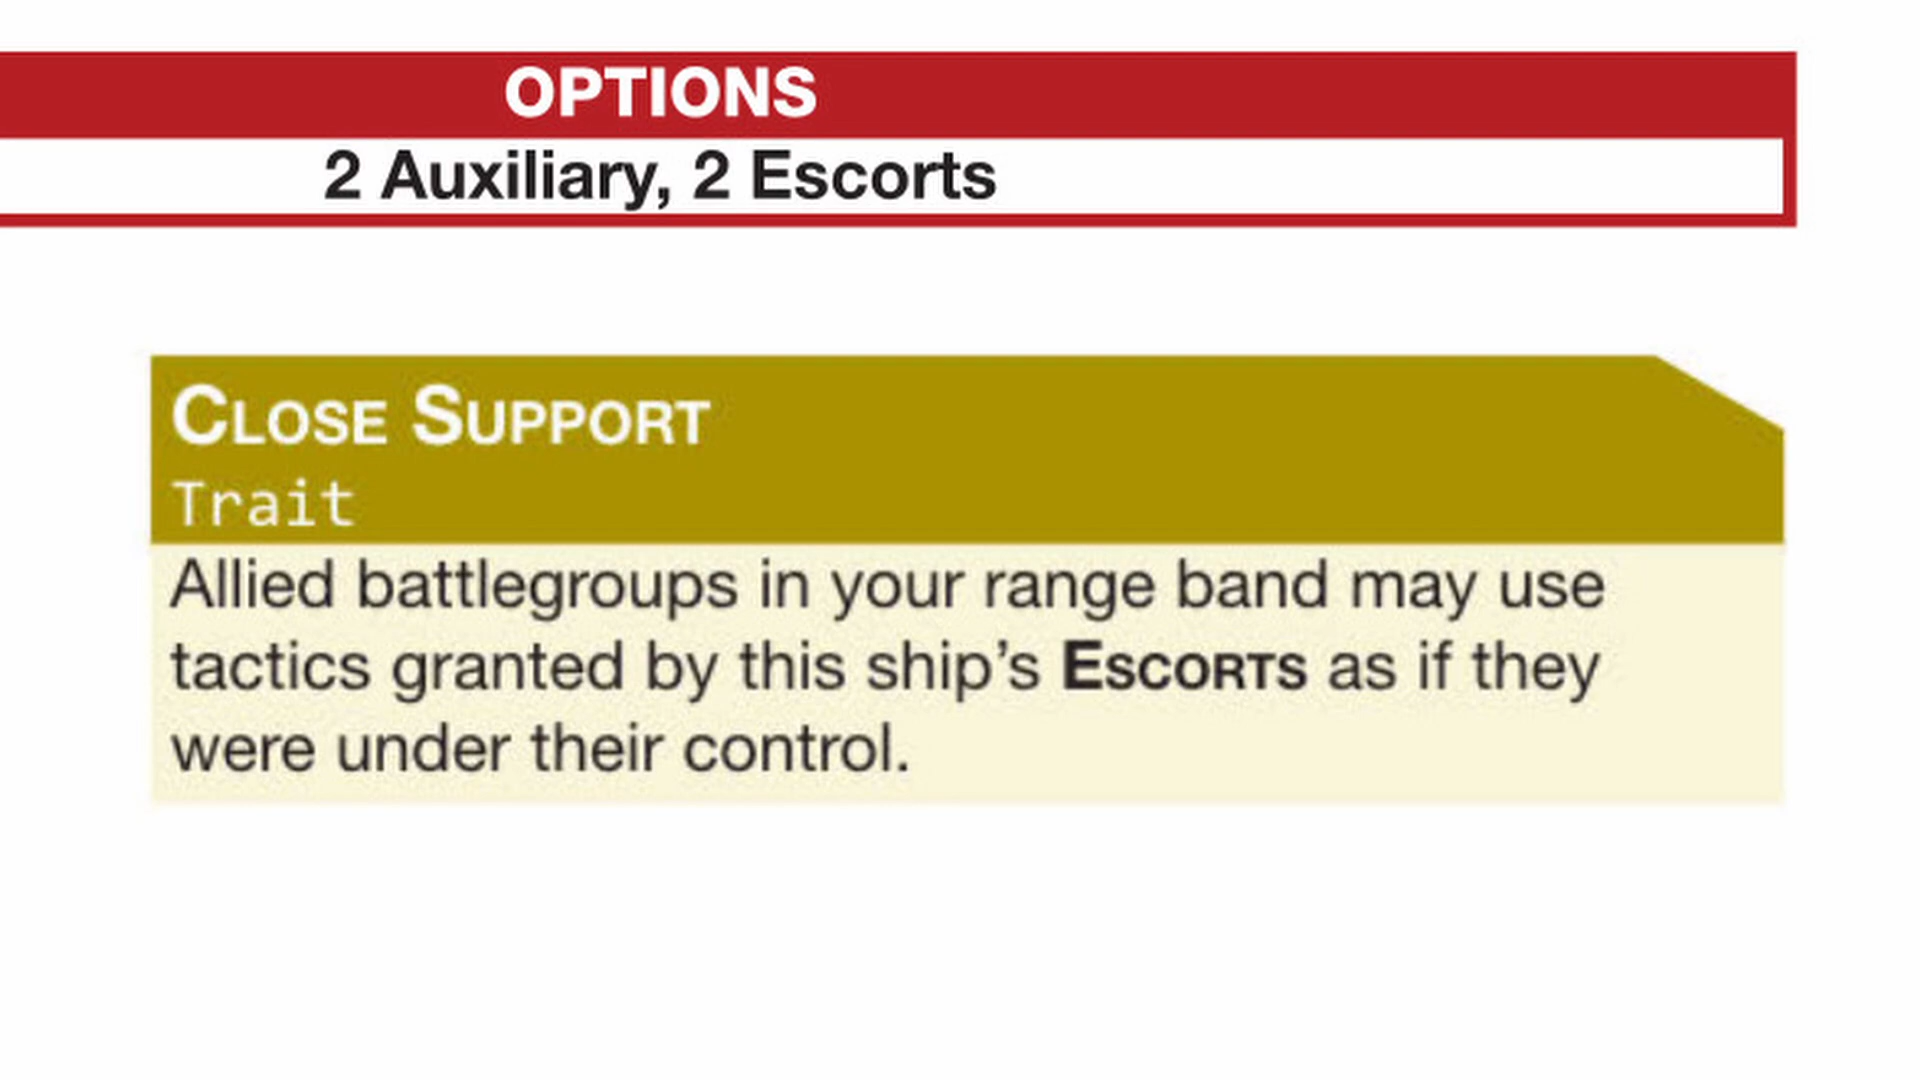 OPTIONS
2 Auxiliary, 2 Escorts
CLOSE SUPPORT
Trait
Allied battlegroups in your range band may use
tactics granted by this ship’s ESCORTS as if they
were under their control.